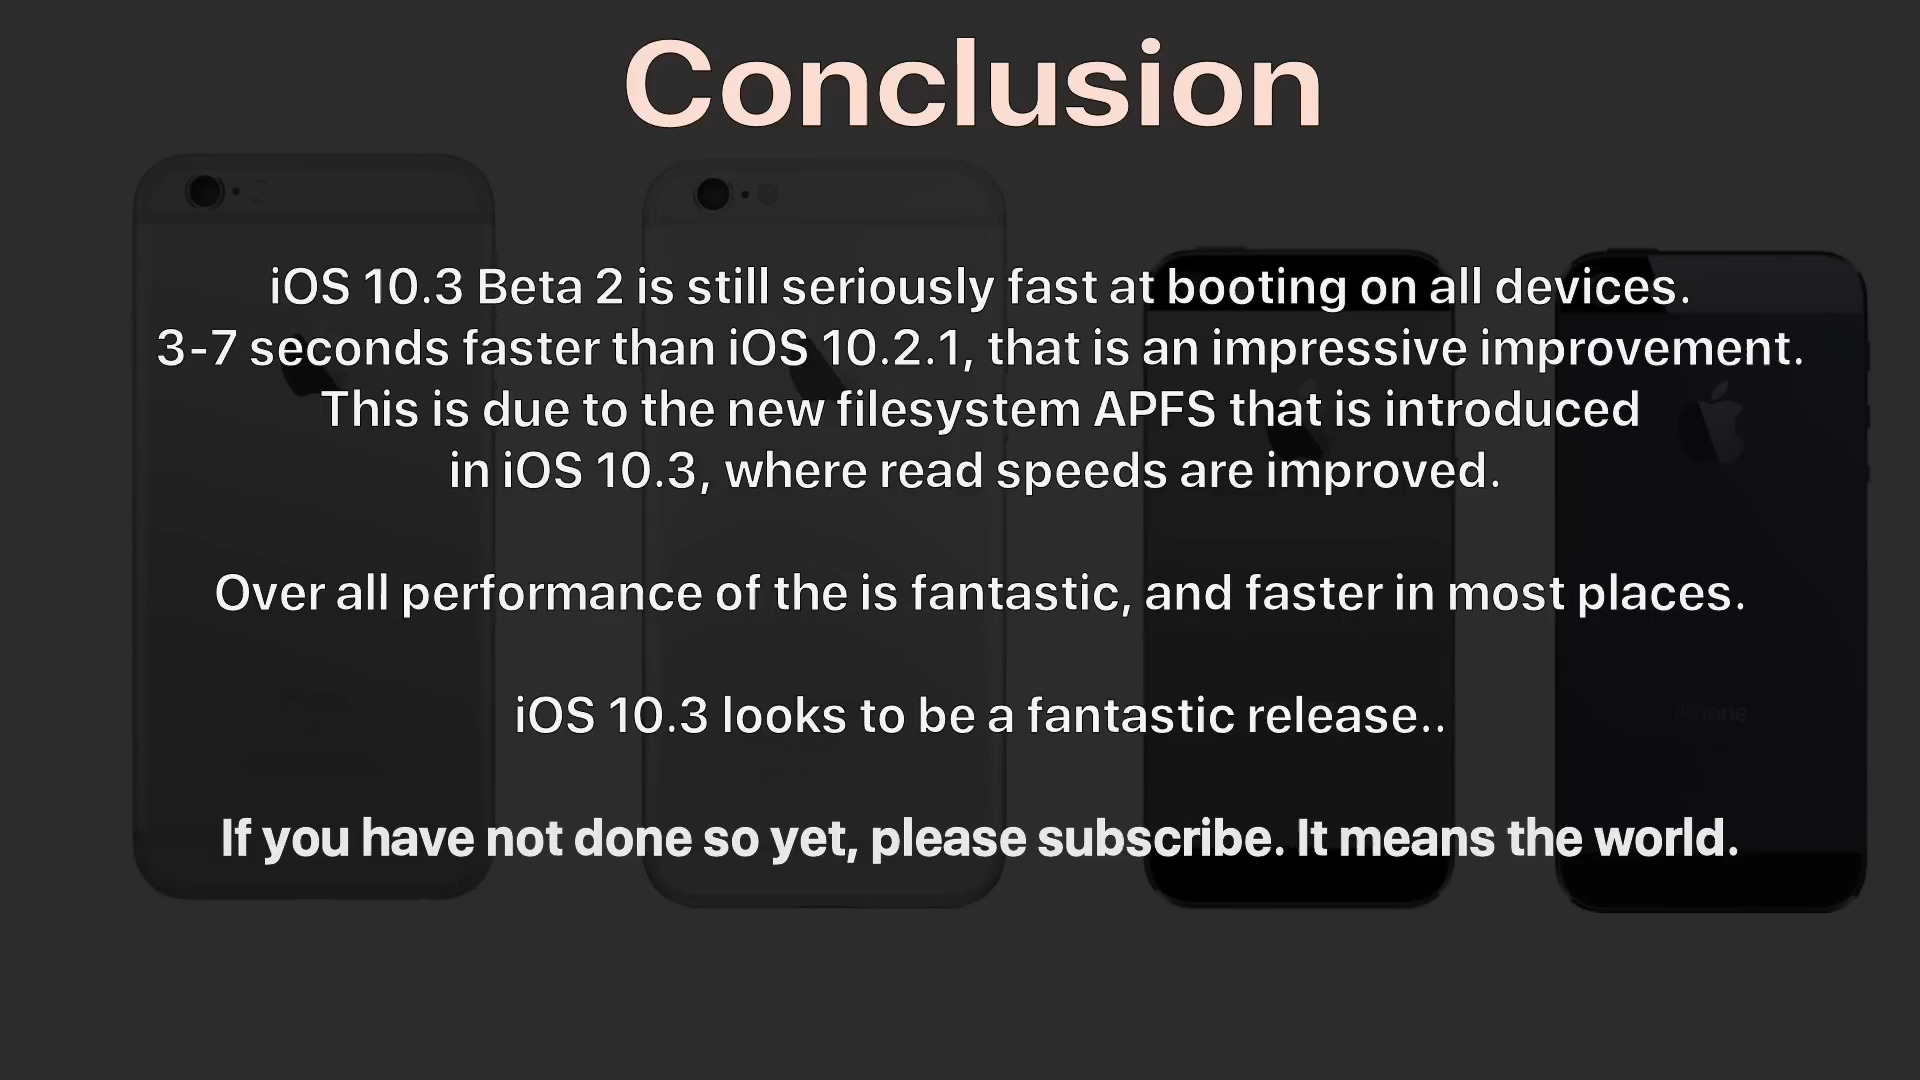 Conclusion
iOS 10.3 Beta 2 is still seriously fast at booting on all devices.
3-7 seconds faster than iOS 10.2.1, that is an impressive improvement.
This is due to the new filesystem APFS that is introduced
in iOS 10.3, where read speeds are improved.
Over all performance of the is fantastic, and faster in most places.
iOS 10.3 looks to be a fantastic release..
iPhone
iPhone
If you have not done so yet, please subscribe. It means the world.